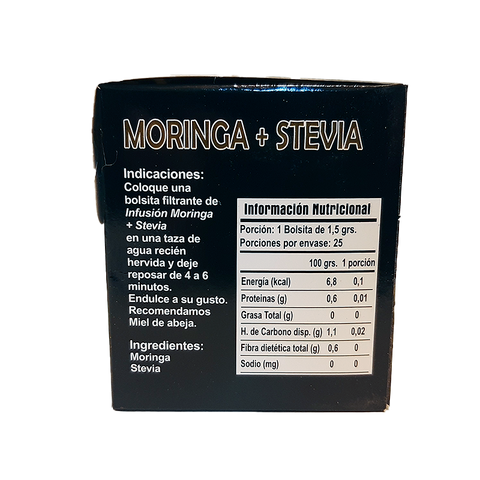 MORINGA + STEVIA
Indicaciones:
Coloque una
bolsita filtrante de
Infusión Moringa
+ Stevia
en una taza de
agua recién
hervida y deje
reposar de 4 a 6
minutos.
Endulce a su gusto.
Recomendamos
Miel de abeja.
Ingredientes:
Moringa
Stevia
Información Nutricional
Porción: 1 Bolsita de 1,5 grs.
Porciones por envase: 25
100 grs. 1 porción
Energía (kcal) 6,8 0,1
Proteinas (g) 0,6 0,01
Grasa Total (g) 0 0
H. de Carbono disp. (g) 1,1 0,02
Fibra dietética total (g) 0,6 0
Sodio (mg) 0 0